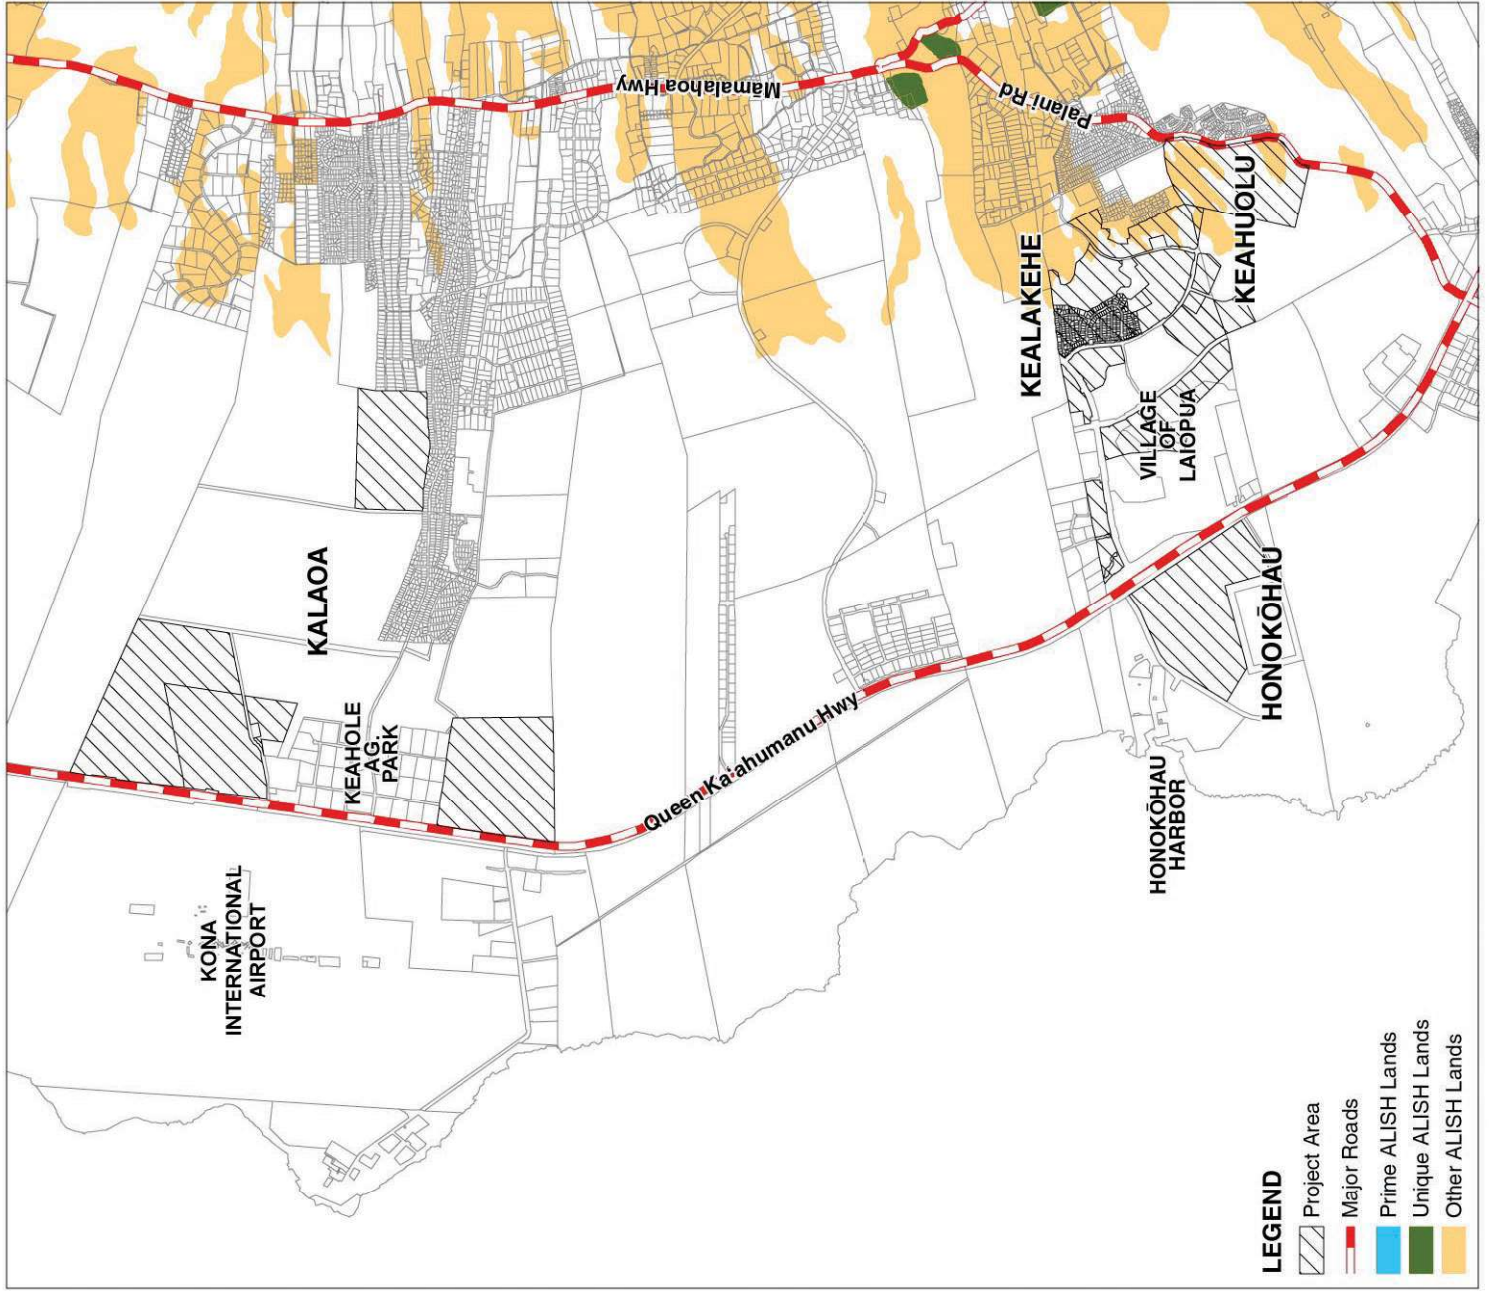 Māmalahoa Hwy
Palani Rd
KEALAKEHE
KEAHUOLU
VILLAGE
OF
LAIOPUA
KALAOA
HONOKŌHAU
KEAHOLE
AG.
PARK
Queen Ka'ahumanu Hwy
HONOKŌHAU
HARBOR
KONA
INTERNATIONAL
AIRPORT
LEGEND
Project Area
Major Roads
Prime ALISH Lands
Unique ALISH Lands
Other ALISH Lands